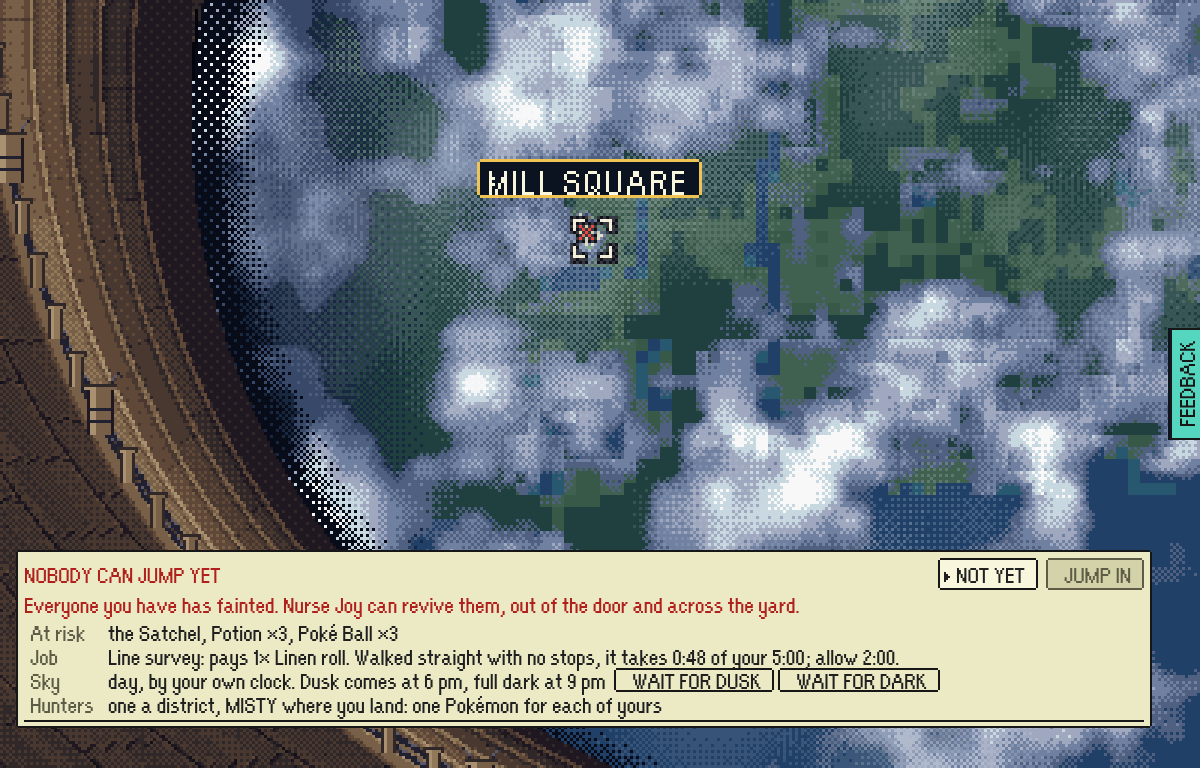 MILL SQUARE
FEEDBACK
NOBODY CAN JUMP YET
NOT YET
JUMP IN
Everyone you have has fainted. Nurse Joy can revive them, out of the door and across the yard.
At risk the Satchel, Potion ×3, Poké Ball ×3
Job Line survey: pays 1× Linen roll. Walked straight with no stops, it takes 0:48 of your 5:00; allow 2:00.
Sky day, by your own clock. Dusk comes at 6 pm, full dark at 9 pm WAIT FOR DUSK WAIT FOR DARK
Hunters one a district, MISTY where you land: one Pokémon for each of yours